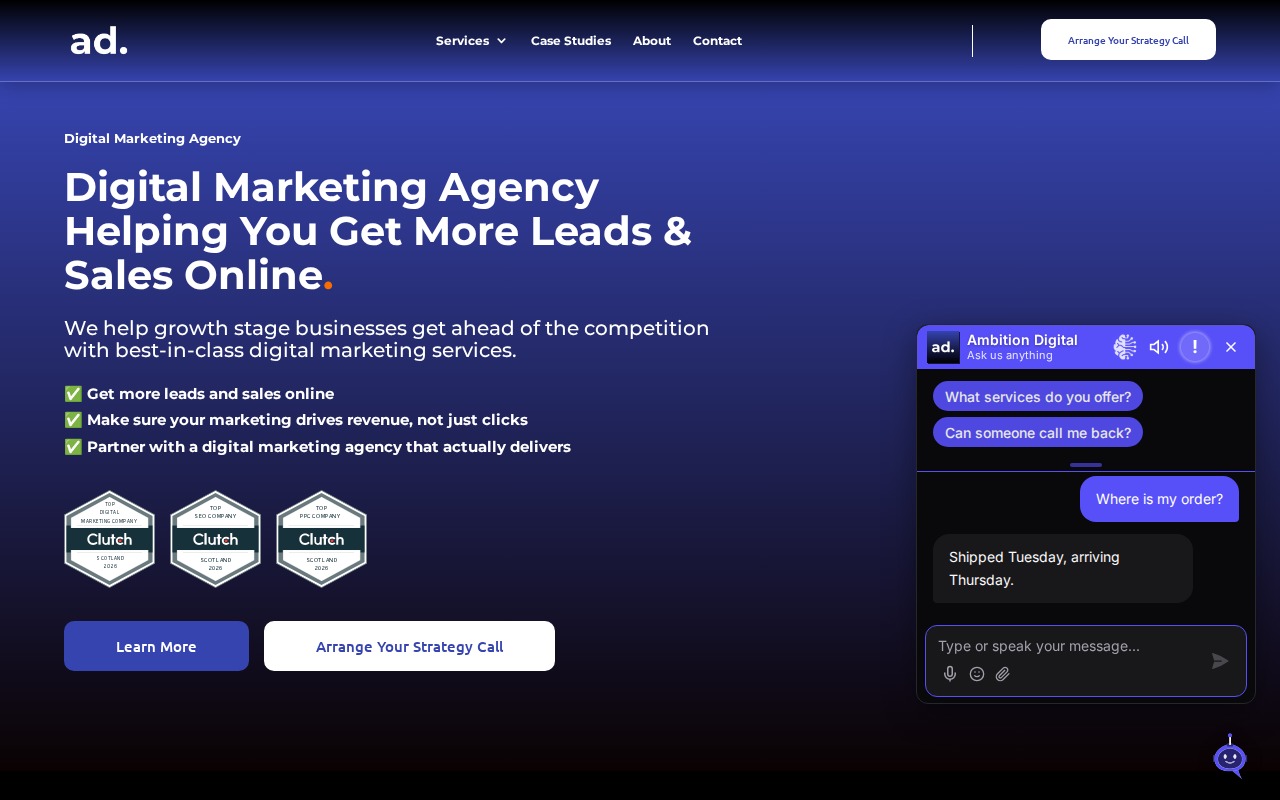 ad.
Services
Case Studies
About
Contact
Arrange Your Strategy Call
Digital Marketing Agency
Digital Marketing Agency
Helping You Get More Leads &
Sales Online.
We help growth stage businesses get ahead of the competition
with best-in-class digital marketing services.
✅ Get more leads and sales online
✅ Make sure your marketing drives revenue, not just clicks
✅ Partner with a digital marketing agency that actually delivers
TOP
DIGITAL
MARKETING COMPANY
Clutch
SCOTLAND
2026
TOP
SEO COMPANY
Clutch
SCOTLAND
2026
TOP
PPC COMPANY
Clutch
SCOTLAND
2026
Learn More
Arrange Your Strategy Call
ad.
Ambition Digital
Ask us anything
!
What services do you offer?
Can someone call me back?
Where is my order?
Shipped Tuesday, arriving
Thursday.
Type or speak your message...